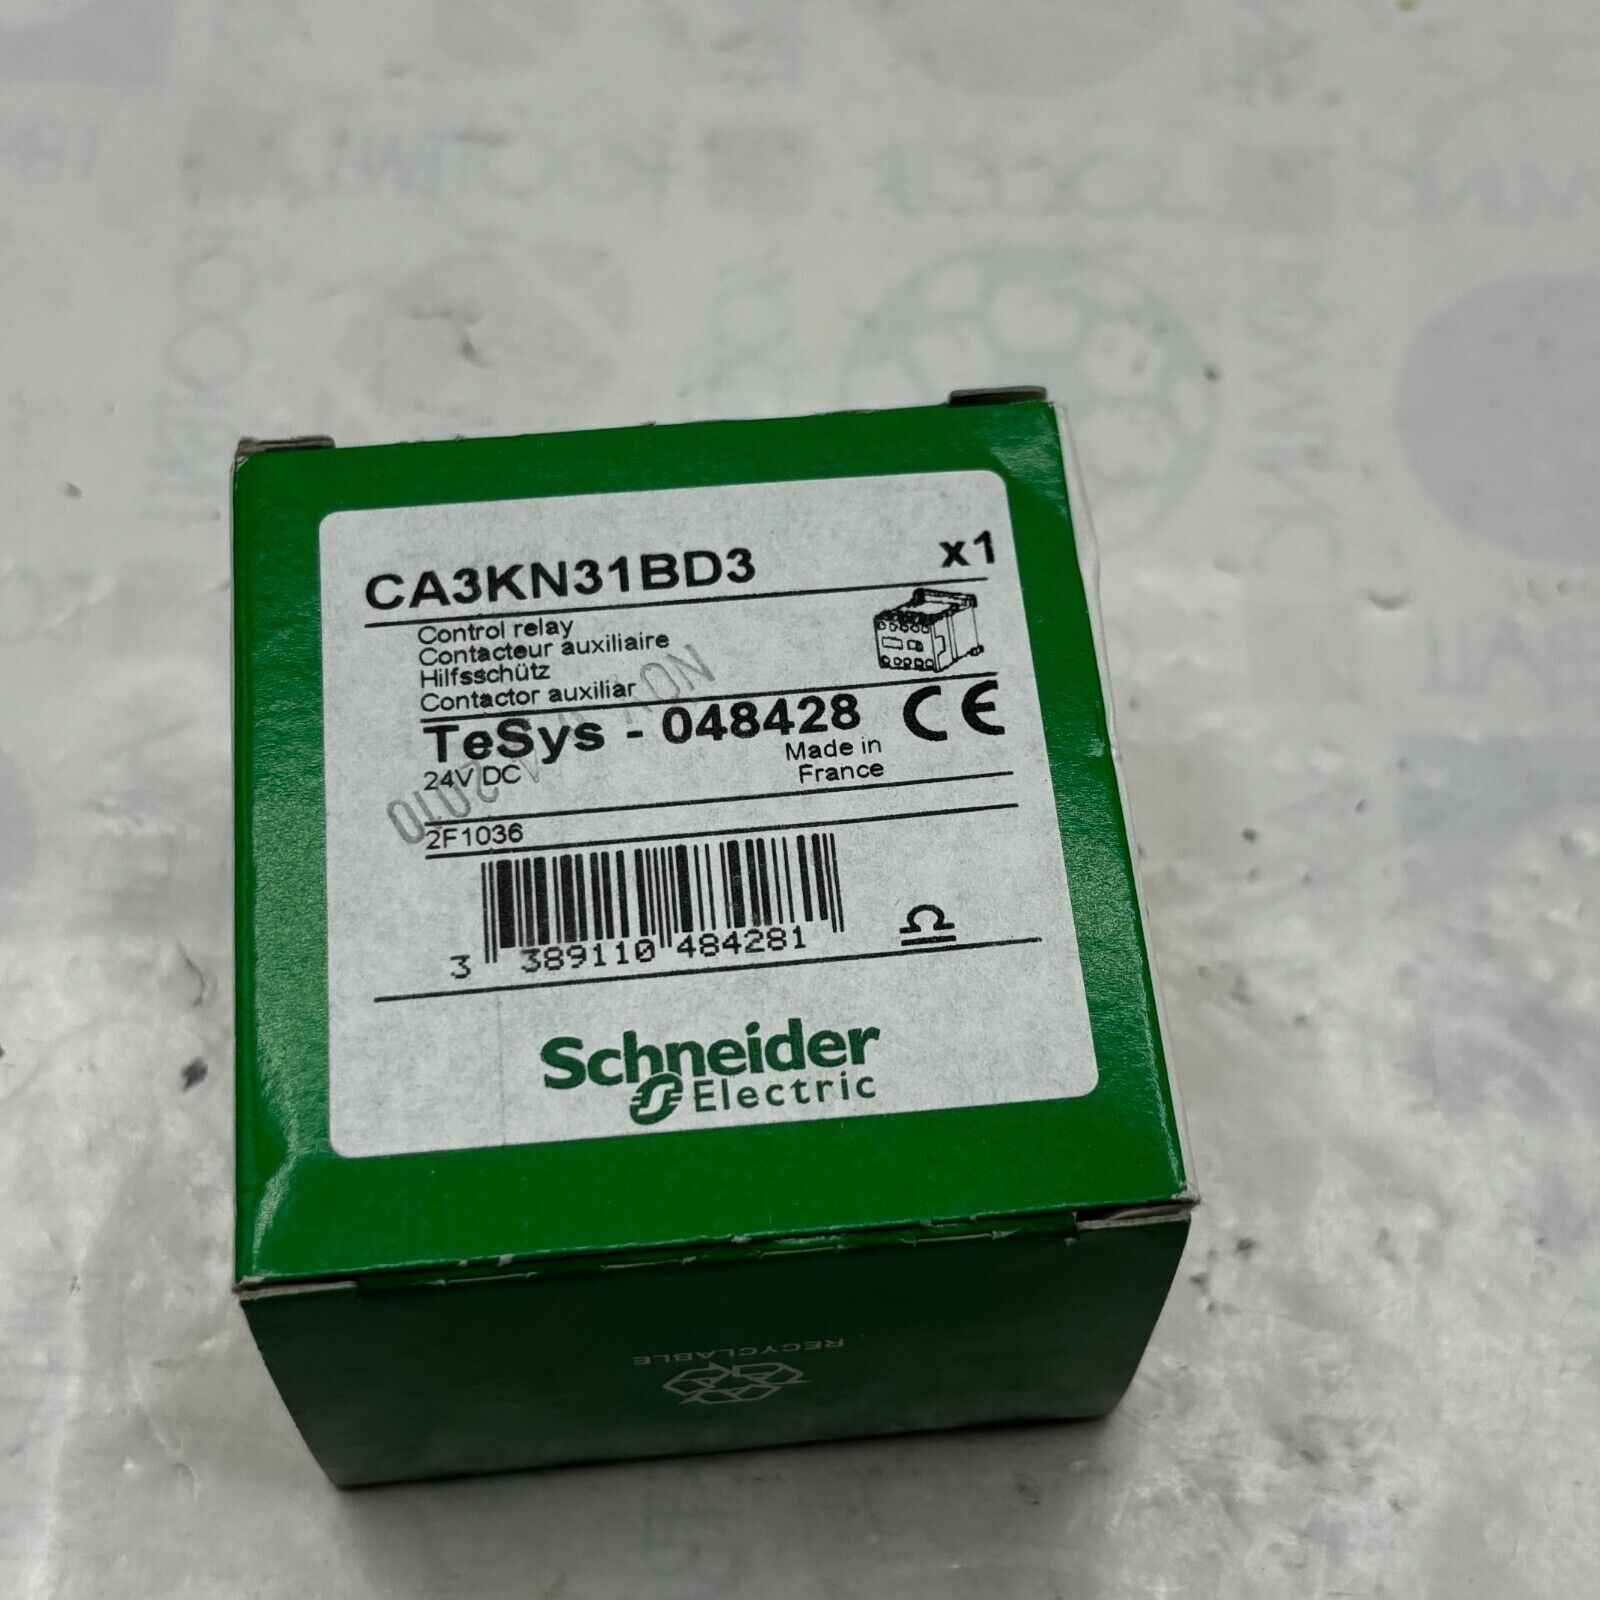 CA3KN31BD3 x1
Control relay
Contacteur auxiliaire
Hilfsschütz
Contactor auxiliar
TeSys - 048428 CE
24V DC
Made in
France
2F1036
3 389110 484281
Schneider
Electric
RECYCLABLE